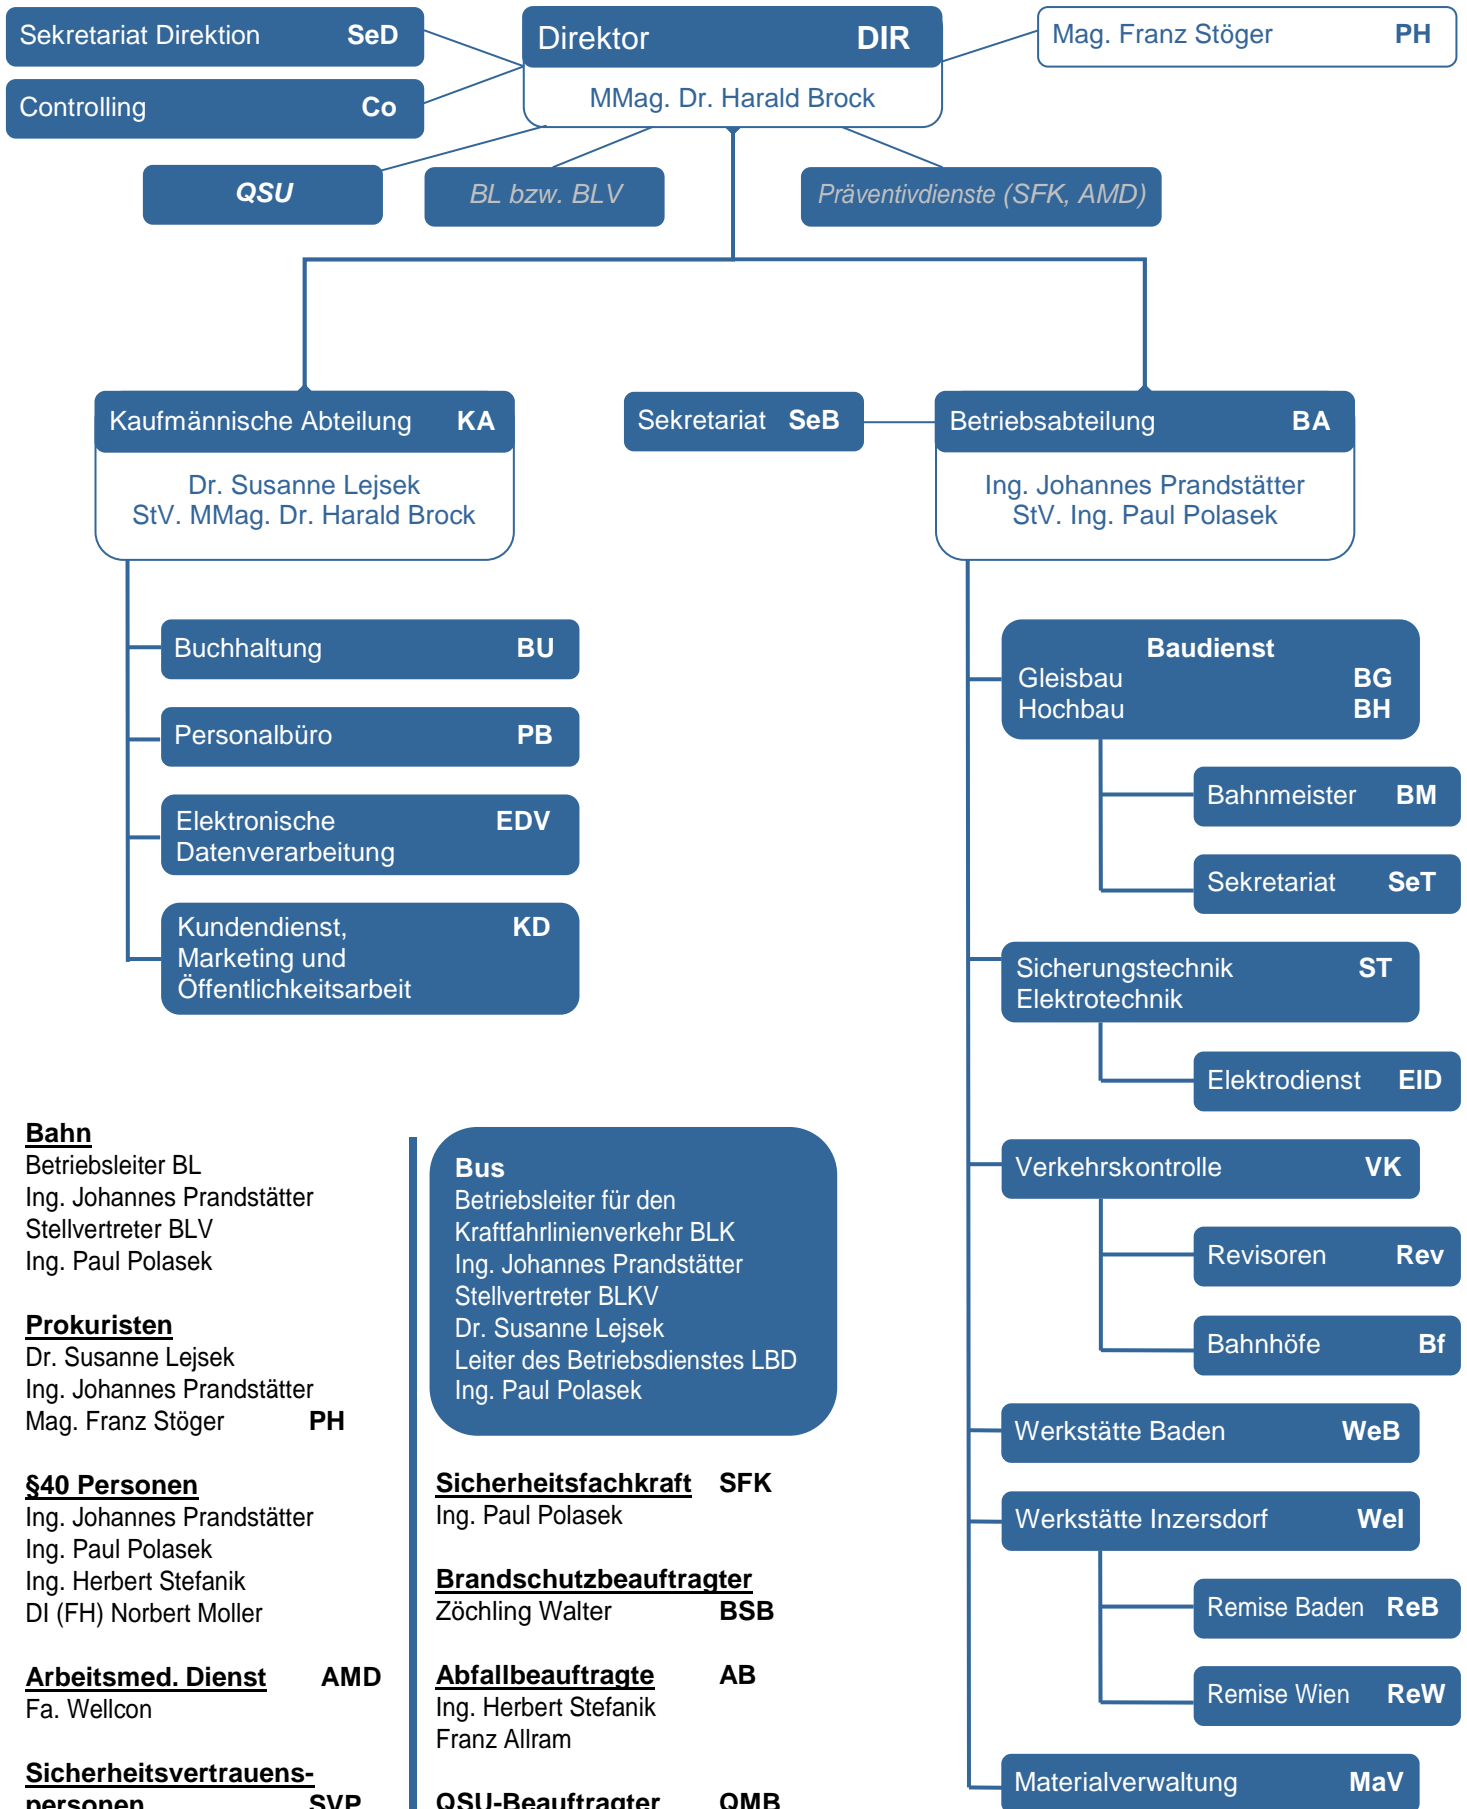 Sekretariat Direktion SeD
Controlling Co
Direktor DIR
MMag. Dr. Harald Brock
Mag. Franz Stöger PH
QSU
BL bzw. BLV
Präventivdienste (SFK, AMD)
Kaufmännische Abteilung KA
Dr. Susanne Lejsek
StV. MMag. Dr. Harald Brock
Sekretariat SeB
Betriebsabteilung BA
Ing. Johannes Prandstätter
StV. Ing. Paul Polasek
Buchhaltung BU
Personalbüro PB
Elektronische EDV
Datenverarbeitung
Kundendienst, KD
Marketing und
Öffentlichkeitsarbeit
Baudienst
Gleisbau BG
Hochbau BH
Bahnmeister BM
Sekretariat SeT
Sicherungstechnik ST
Elektrotechnik
Elektrodienst ElD
Verkehrskontrolle VK
Revisoren Rev
Bahnhöfe Bf
Werkstätte Baden WeB
Werkstätte Inzersdorf WeI
Remise Baden ReB
Remise Wien ReW
Materialverwaltung MaV
Bahn
Betriebsleiter BL
Ing. Johannes Prandstätter
Stellvertreter BLV
Ing. Paul Polasek
Prokuristen
Dr. Susanne Lejsek
Ing. Johannes Prandstätter
Mag. Franz Stöger PH
§40 Personen
Ing. Johannes Prandstätter
Ing. Paul Polasek
Ing. Herbert Stefanik
DI (FH) Norbert Moller
Arbeitsmed. Dienst AMD
Fa. Wellcon
Sicherheitsvertrauens-
personen SVP
Bus
Betriebsleiter für den
Kraftfahrlinienverkehr BLK
Ing. Johannes Prandstätter
Stellvertreter BLKV
Dr. Susanne Lejsek
Leiter des Betriebsdienstes LBD
Ing. Paul Polasek
Sicherheitsfachkraft SFK
Ing. Paul Polasek
Brandschutzbeauftragter
Zöchling Walter BSB
Abfallbeauftragte AB
Ing. Herbert Stefanik
Franz Allram
QSU-Beauftragter QMB